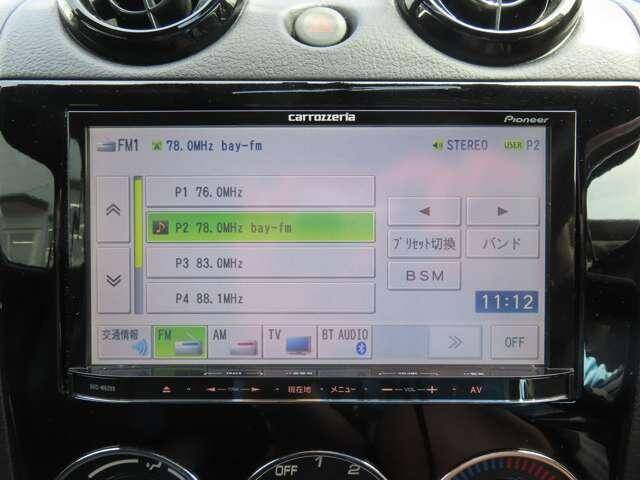 carrozzeria
Pioneer
FM1 78.0MHz bay-fm STEREO USER P2
P1 76.0MHz
P2 78.0MHz bay-fm
P3 83.0MHz
P4 88.1MHz
プリセット切換 バンド
BSM
11:12
交通情報 FM AM TV BT AUDIO OFF
現在地 メニュー VOL AV
OFF 1 2